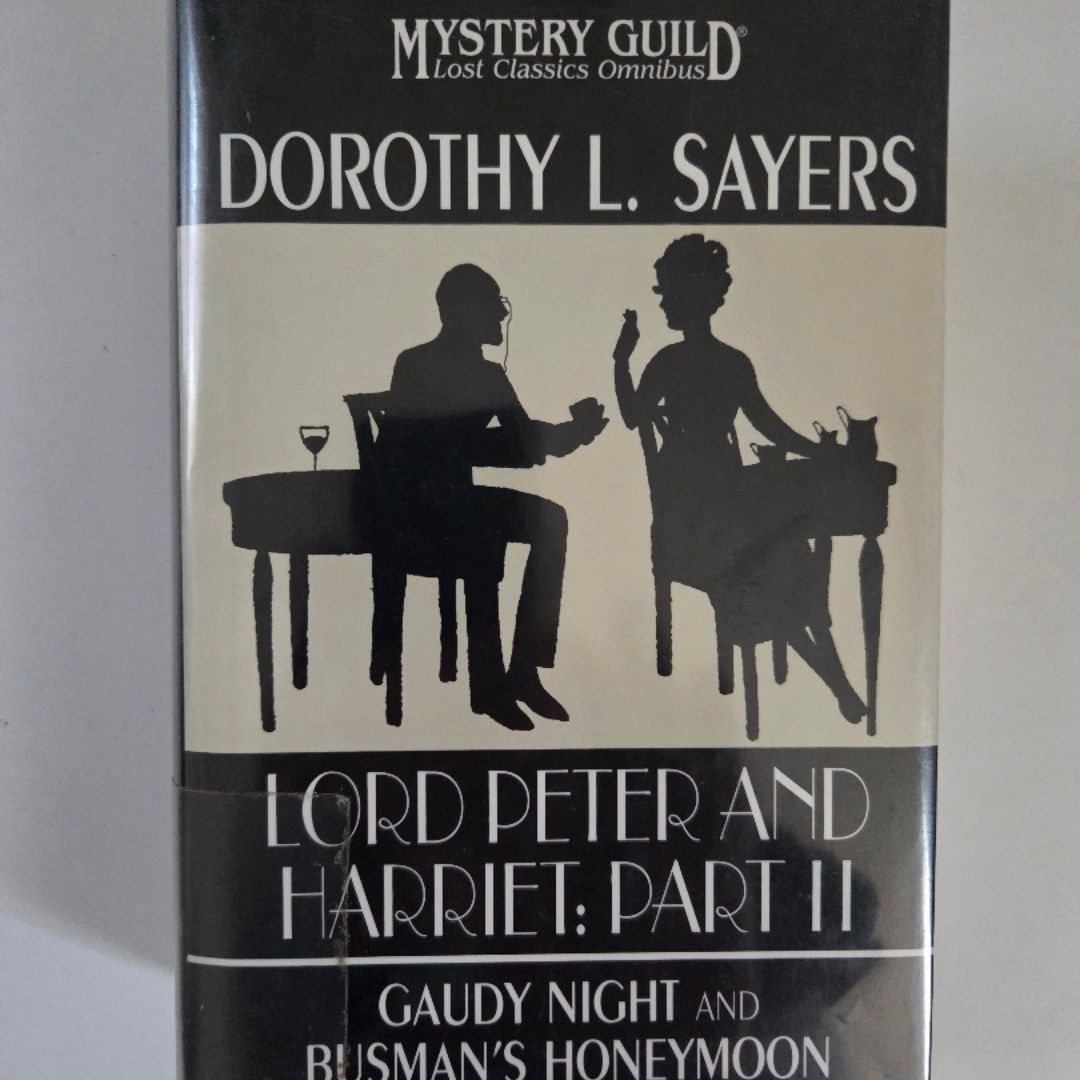 MYSTERY GUILD®
Lost Classics Omnibus
DOROTHY L. SAYERS
LORD PETER AND
HARRIET: PART II
GAUDY NIGHT AND
BUSMAN'S HONEYMOON